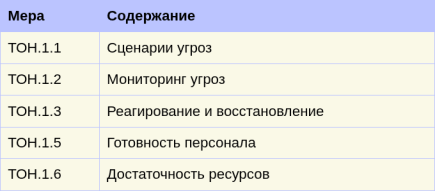 Мера Содержание
ТОН.1.1 Сценарии угроз
ТОН.1.2 Мониторинг угроз
ТОН.1.3 Реагирование и восстановление
ТОН.1.5 Готовность персонала
ТОН.1.6 Достаточность ресурсов